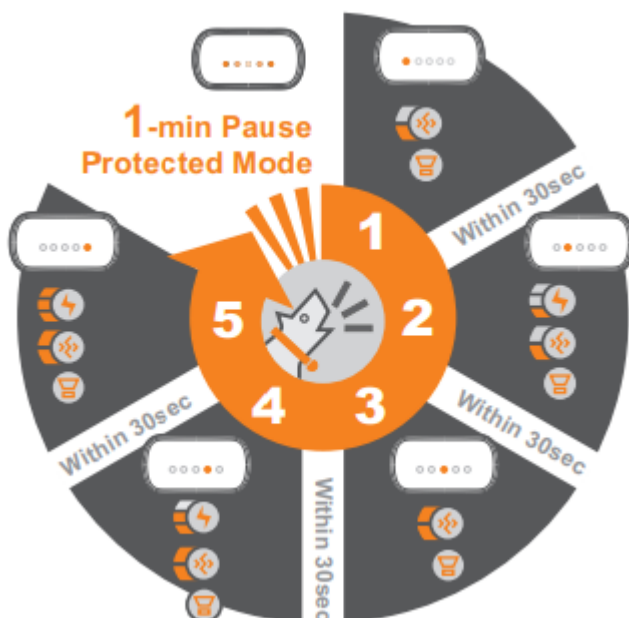 1-min Pause
Protected Mode
1
Within 30sec
2
Within 30sec
3
Within 30sec
4
Within 30sec
5